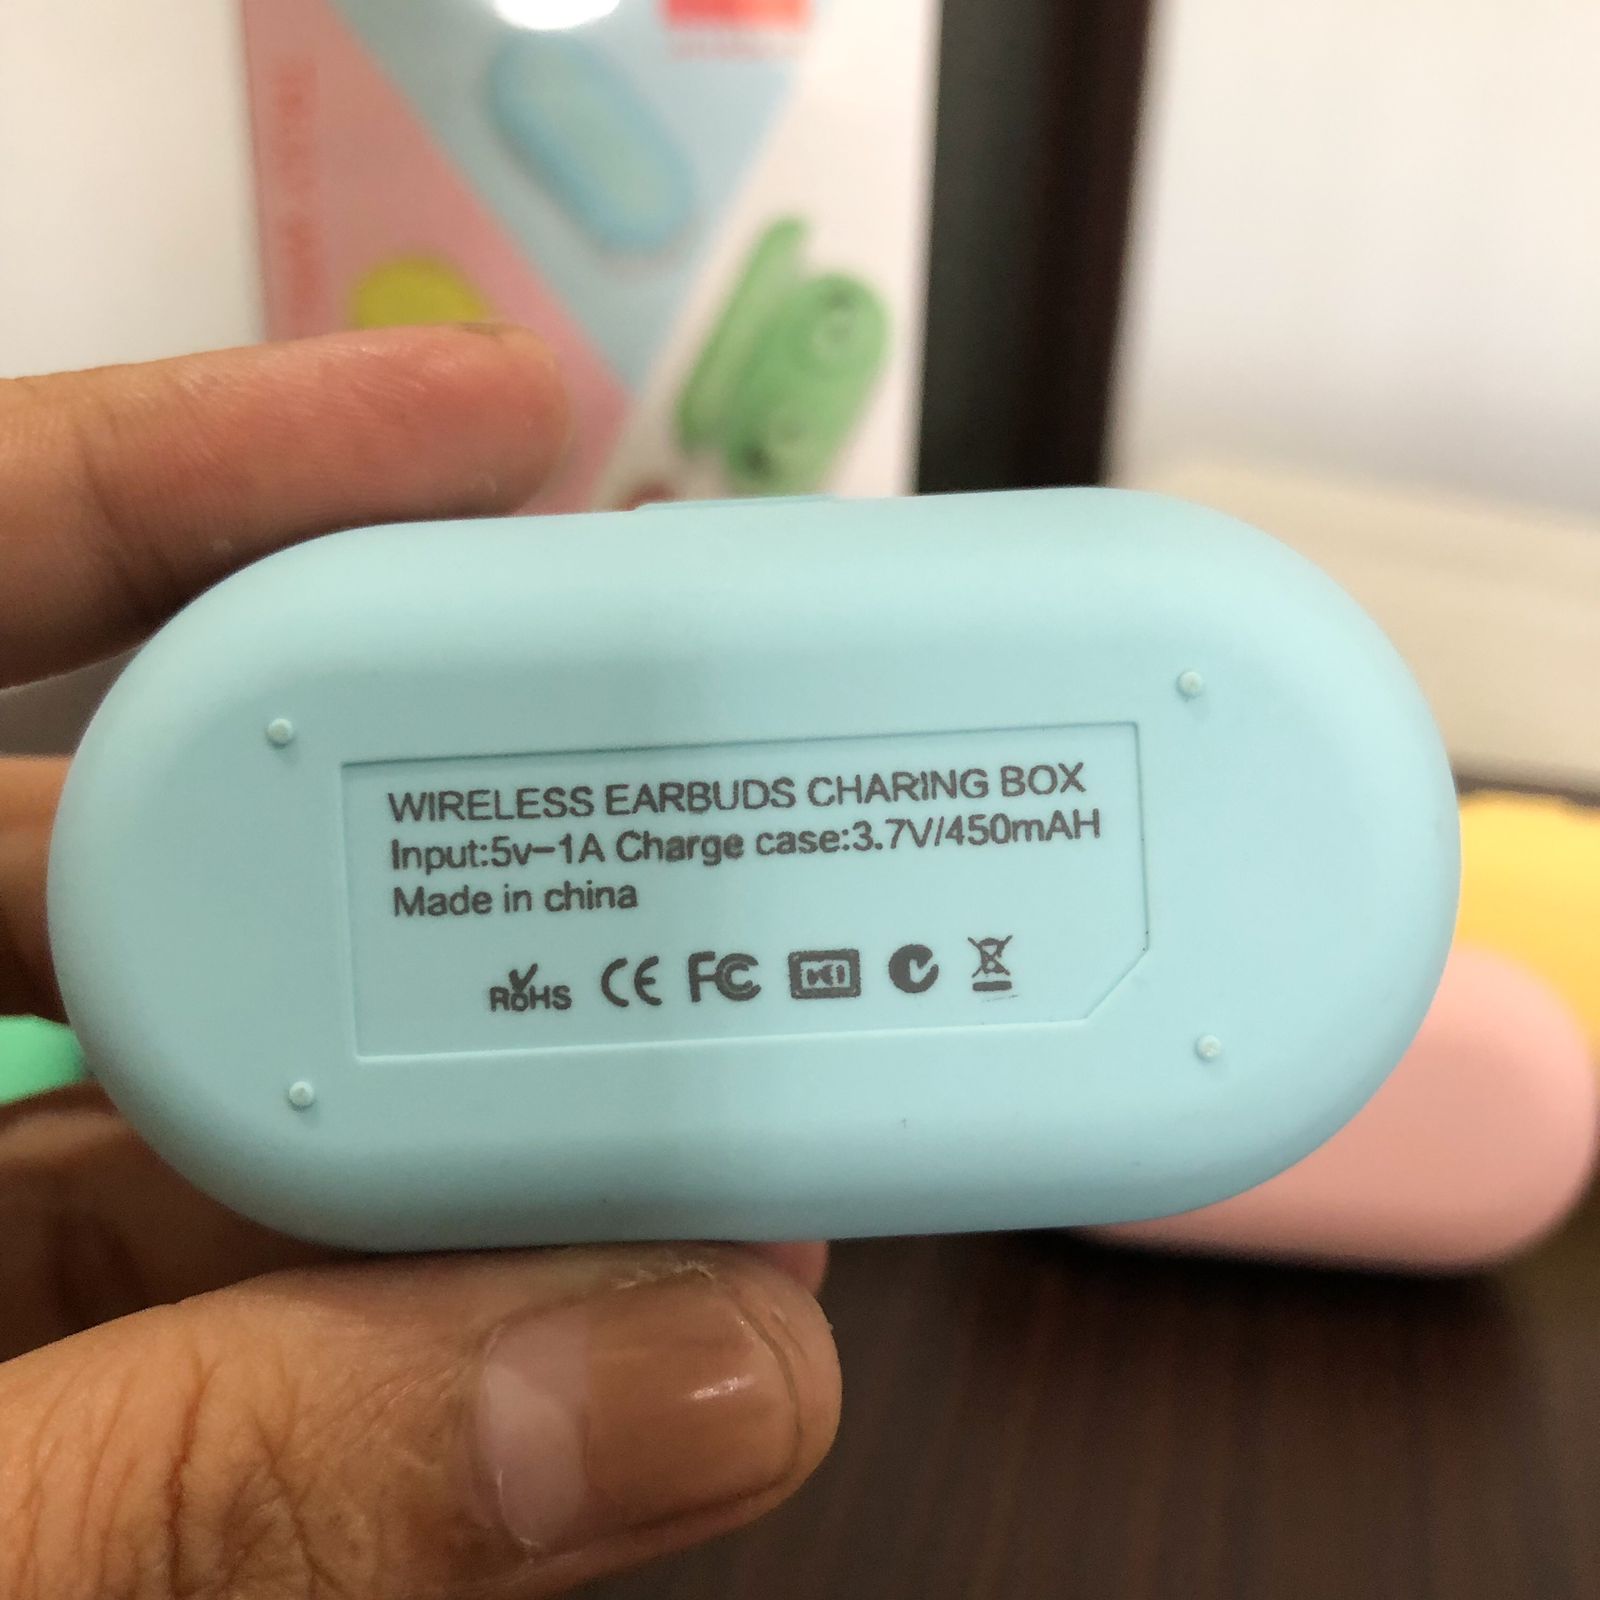 WIRELESS EARBUDS CHARING BOX
Input:5v-1A Charge case:3.7V/450mAH
Made in china
RoHS CE FC